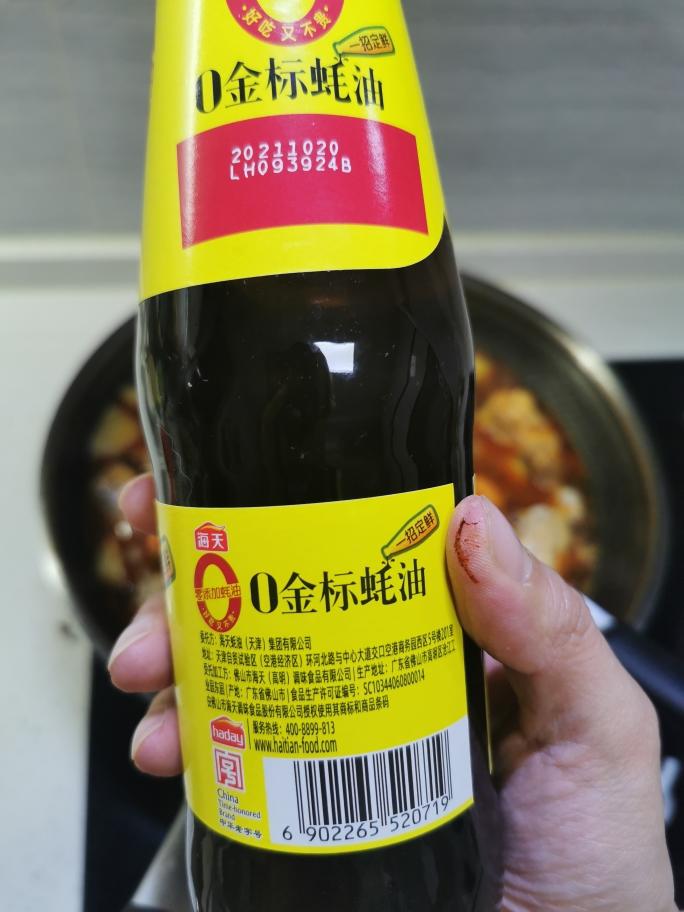 好吃又不贵
一招定鲜
0金标蚝油
20211020
LH093924B
海天
零添加蚝油
好吃又不贵
一招定鲜
0金标蚝油
委托方：海天蚝油（天津）集团有限公司
地址：天津自贸试验区（空港经济区）环河北路与中心大道交口空港商务园西区5号楼201室
受托加工方：佛山市海天（高明）调味食品有限公司|生产地址：广东省佛山市高明区沧江工
业园东园|产地：广东省佛山市|食品生产许可证编号：SC10344060800014
由佛山市海天调味食品股份有限公司授权使用其商标和商品条码
服务热线：400-8899-813
www.haitian-food.com
haday
China
Time-honored
Brand
中华老字号
6 902265 520719